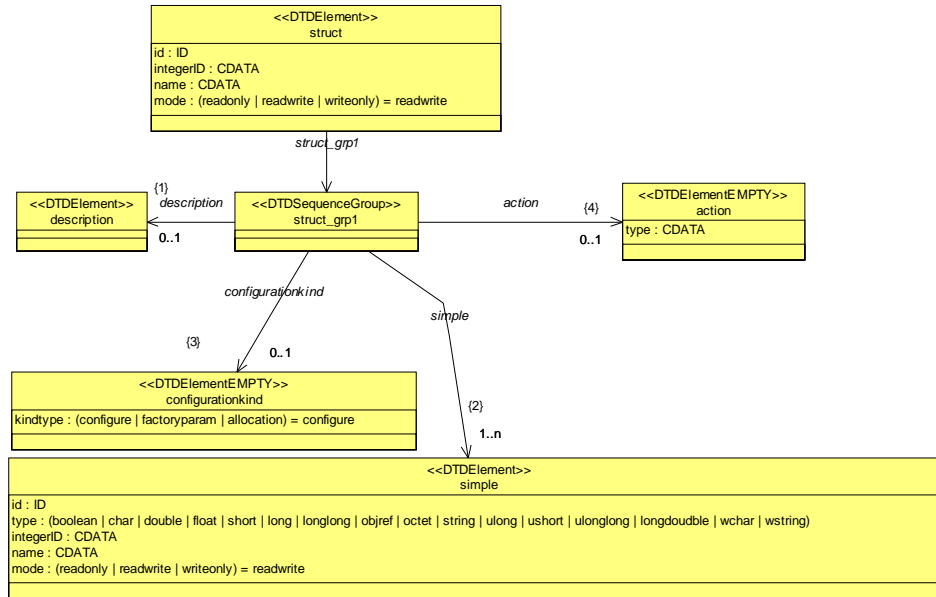 <<DTDElement>>
struct
id : ID
integerID : CDATA
name : CDATA
mode : (readonly | readwrite | writeonly) = readwrite
struct_grp1
{1}
description
<<DTDElement>>
description
0..1
<<DTDSequenceGroup>>
struct_grp1
action
{4}
0..1
<<DTDElementEMPTY>>
action
type : CDATA
configurationkind
{3}
0..1
simple
{2}
1..n
<<DTDElementEMPTY>>
configurationkind
kindtype : (configure | factoryparam | allocation) = configure
<<DTDElement>>
simple
id : ID
type : (boolean | char | double | float | short | long | longlong | objref | octet | string | ulong | ushort | ulonglong | longdoudble | wchar | wstring)
integerID : CDATA
name : CDATA
mode : (readonly | readwrite | writeonly) = readwrite